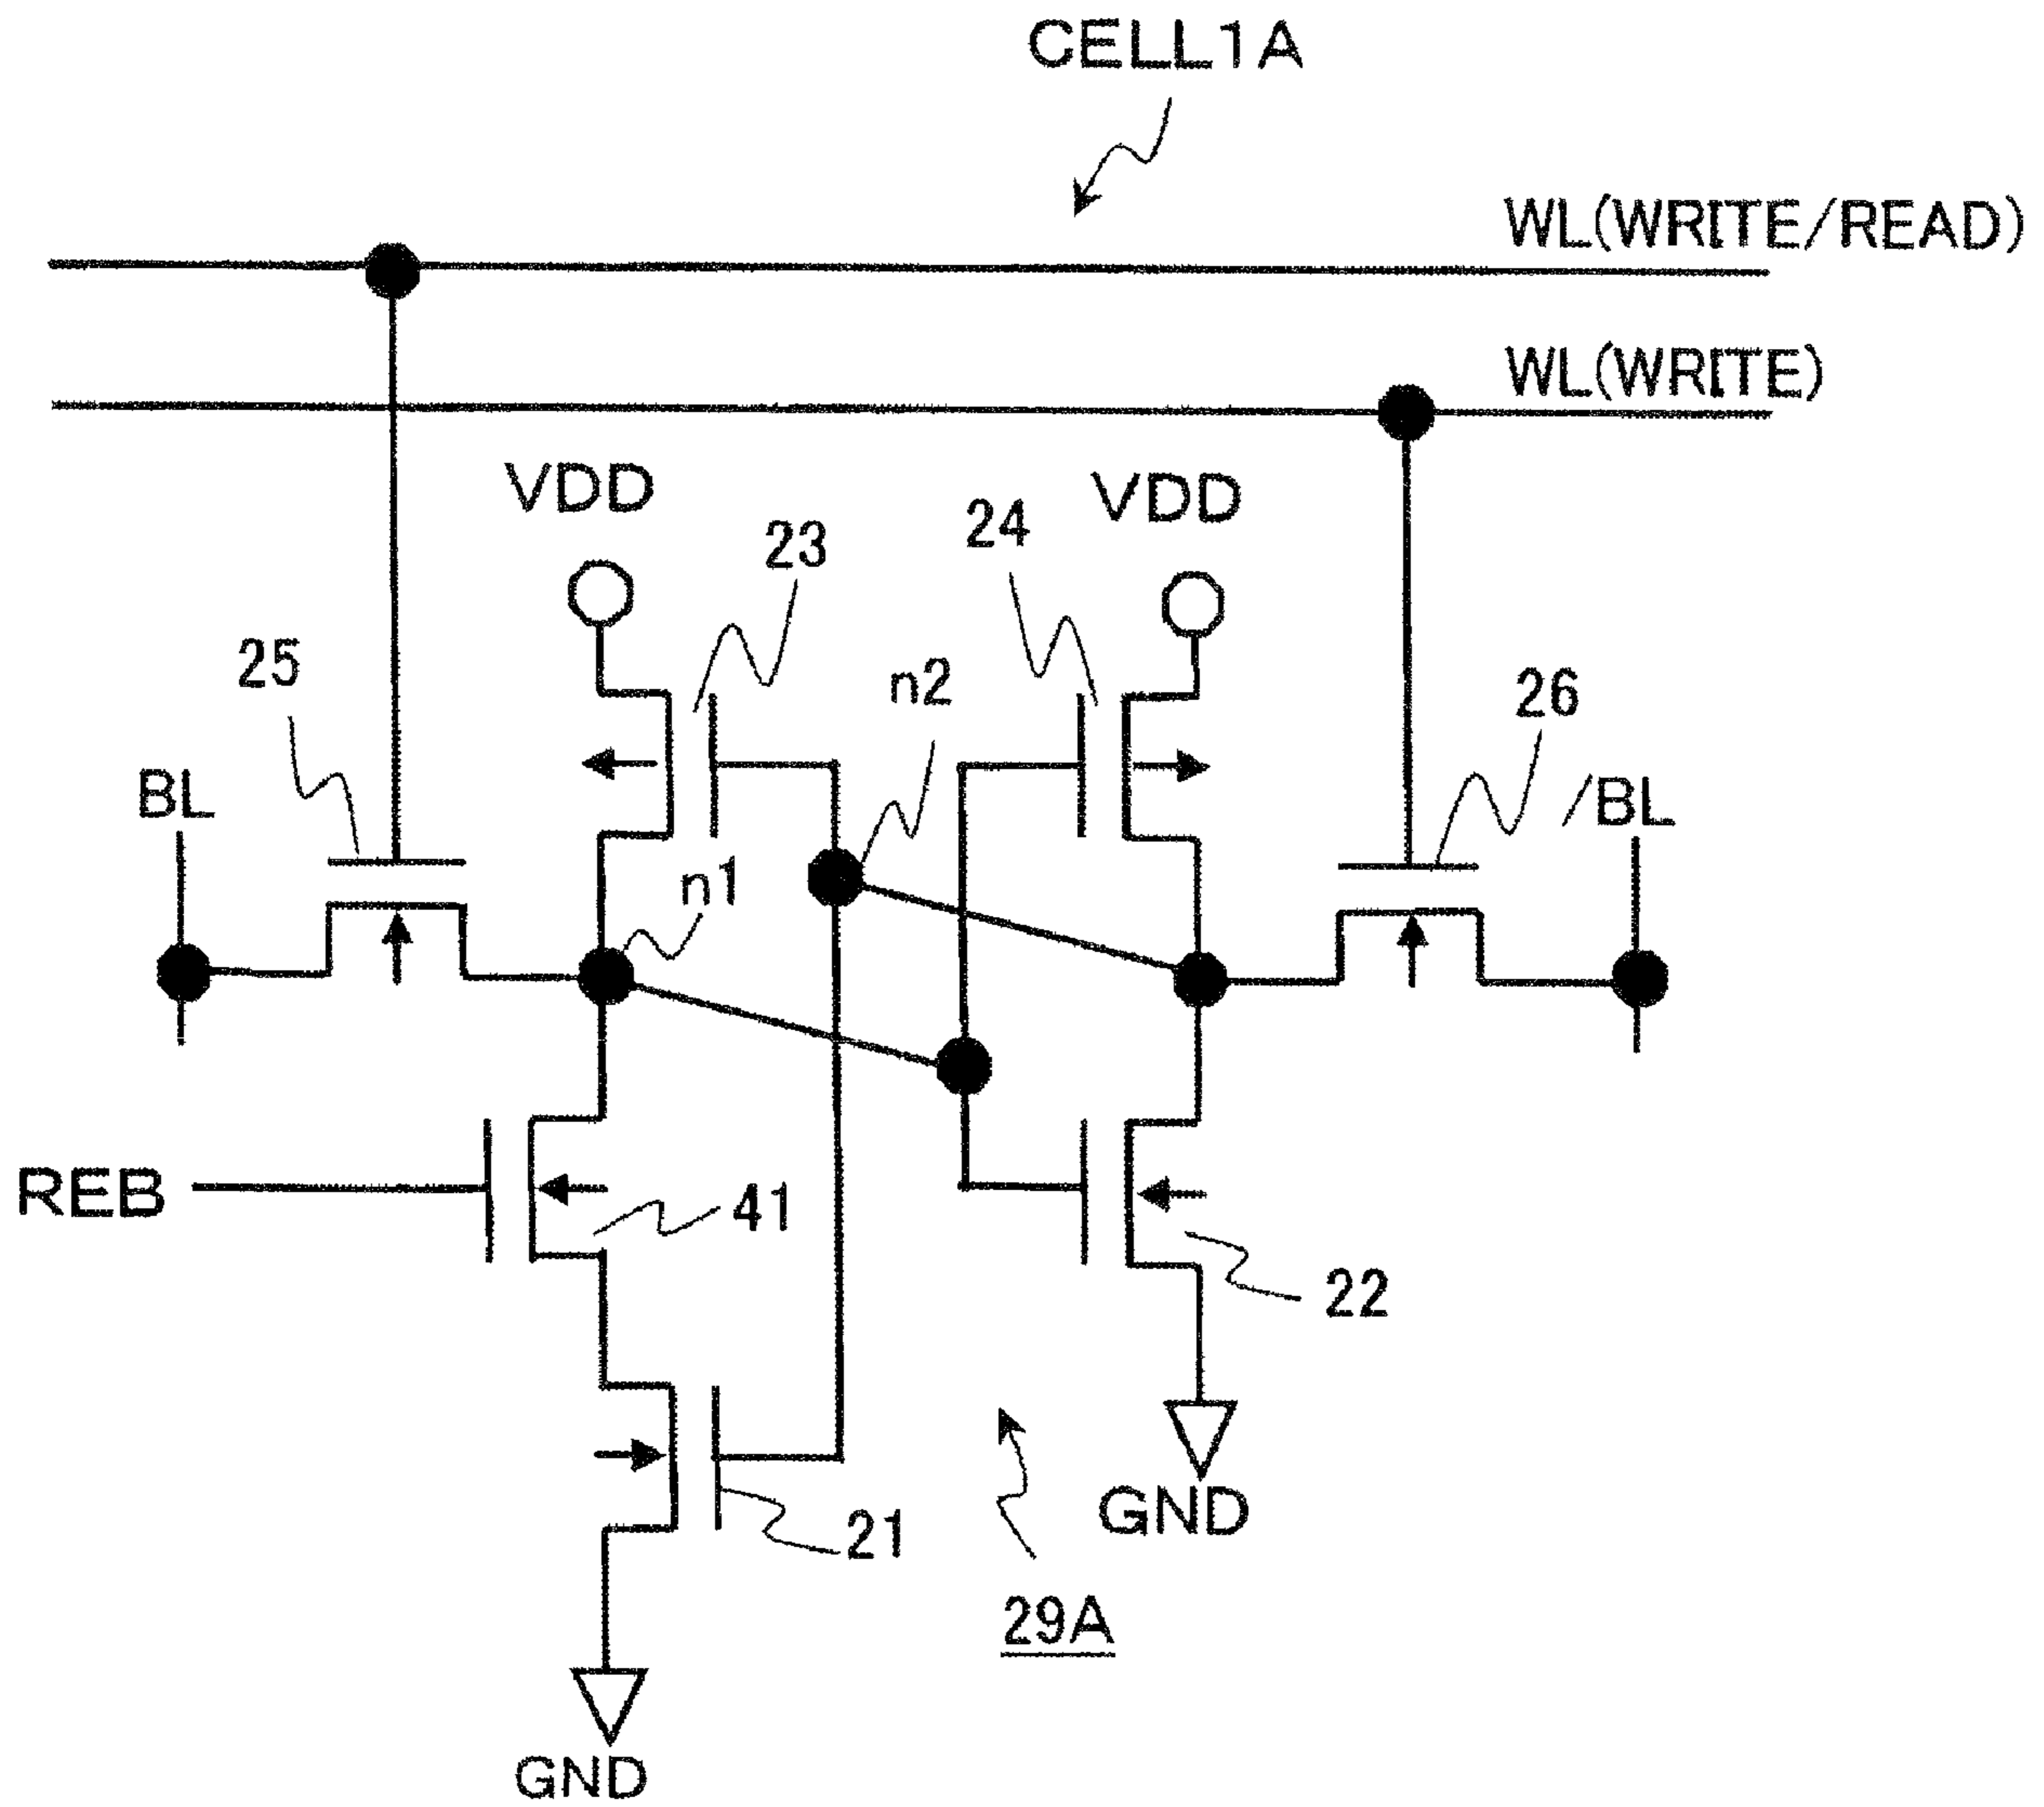 CELL1A
WL(WRITE/READ)
WL(WRITE)
VDD
VDD
23
24
25
n2
26
BL
/BL
n1
REB
41
22
21
GND
29A
GND